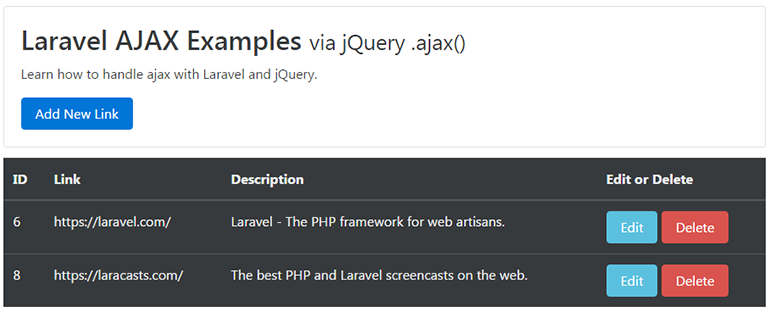 Laravel AJAX Examples via jQuery .ajax()
Learn how to handle ajax with Laravel and jQuery.
Add New Link
ID Link Description Edit or Delete
6 https://laravel.com/ Laravel - The PHP framework for web artisans. Edit Delete
8 https://laracasts.com/ The best PHP and Laravel screencasts on the web. Edit Delete